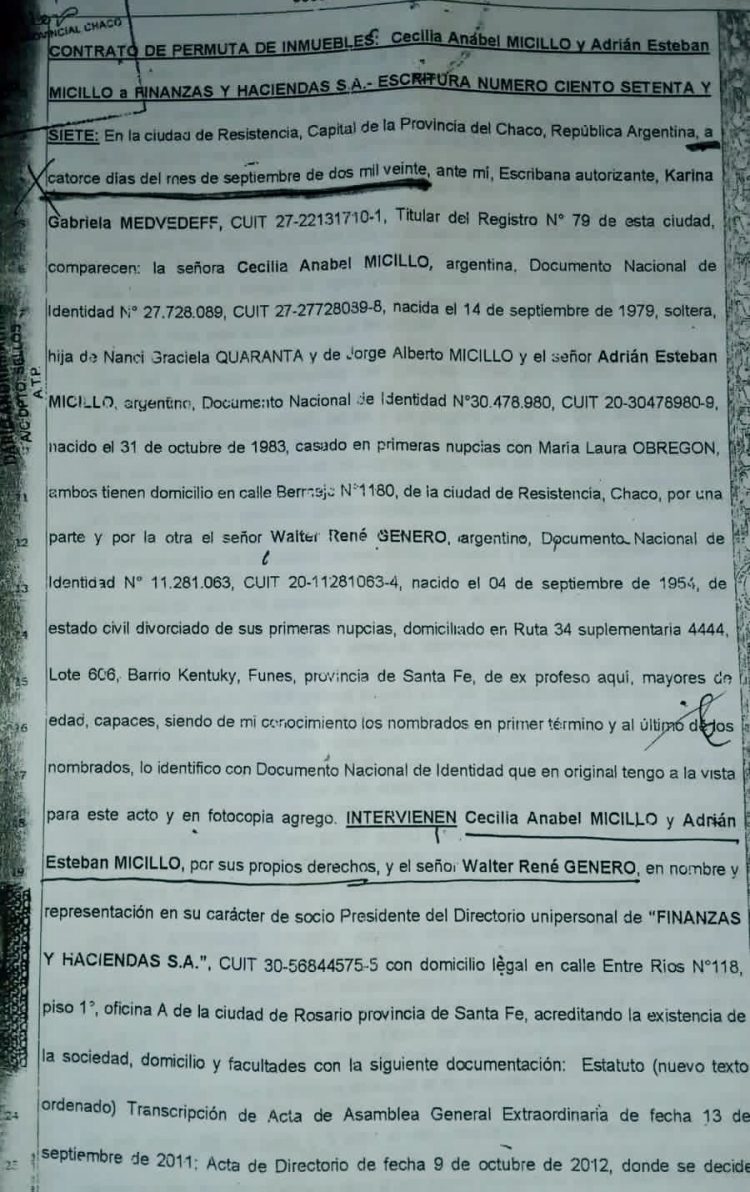 VINCIAL CHACO
CONTRATO DE PERMUTA DE INMUEBLES: Cecilia Anabel MICILLO y Adrián Esteban
MICILLO a FINANZAS Y HACIENDAS S.A.- ESCRITURA NUMERO CIENTO SETENTA Y
SIETE: En la ciudad de Resistencia, Capital de la Provincia del Chaco, República Argentina, a
catorce días del mes de septiembre de dos mil veinte, ante mí, Escribana autorizante, Karina
Gabriela MEDVEDEFF, CUIT 27-22131710-1, Titular del Registro N° 79 de esta ciudad,
comparecen: la señora Cecilia Anabel MICILLO, argentina, Documento Nacional de
Identidad N° 27.728.089, CUIT 27-27728039-8, nacida el 14 de septiembre de 1979, soltera,
hija de Nanci Graciela QUARANTA y de Jorge Alberto MICILLO y el señor Adrián Esteban
A.T.P.
MICILLO, argentino, Documento Nacional de Identidad N°30.478.980, CUIT 20-30478980-9,
nacido el 31 de octubre de 1983, casado en primeras nupcias con Maria Laura OBREGON,
11 ambos tienen domicilio en calle Bermejo N°1180, de la ciudad de Resistencia, Chaco, por una
12 parte y por la otra el señor Walter René GENERO, argentino, Documento Nacional de
13 Identidad N° 11.281.063, CUIT 20-11281063-4, nacido el 04 de septiembre de 1954, de
estado civil divorciado de sus primeras nupcias, domiciliado en Ruta 34 suplementaria 4444,
15 Lote 606, Barrio Kentuky, Funes, provincia de Santa Fe, de ex profeso aquí, mayores de
16 edad, capaces, siendo de mi conocimiento los nombrados en primer término y al último de los
17 nombrados, lo identifico con Documento Nacional de Identidad que en original tengo a la vista
18 para este acto y en fotocopia agrego. INTERVIENEN Cecilia Anabel MICILLO y Adrián
19 Esteban MICILLO, por sus propios derechos, y el señor Walter René GENERO, en nombre y
representación en su carácter de socio Presidente del Directorio unipersonal de "FINANZAS
Y HACIENDAS S.A.", CUIT 30-56844575-5 con domicilio lègal en calle Entre Rios N°118,
piso 1°, oficina A de la ciudad de Rosario provincia de Santa Fe, acreditando la existencia de
la sociedad, domicilio y facultades con la siguiente documentación: Estatuto (nuevo texto
24 ordenado) Transcripción de Acta de Asamblea General Extraordinaria de fecha 13 de
25 septiembre de 2011; Acta de Directorio de fecha 9 de octubre de 2012, donde se decide